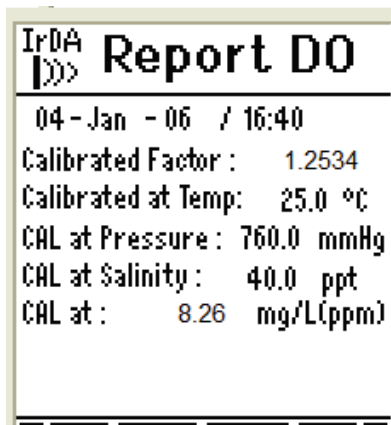 IrDA Report DO
04-Jan - 06 / 16:40
Calibrated Factor : 1.2534
Calibrated at Temp: 25.0 ºC
CAL at Pressure : 760.0 mmHg
CAL at Salinity : 40.0 ppt
CAL at : 8.26 mg/L(ppm)